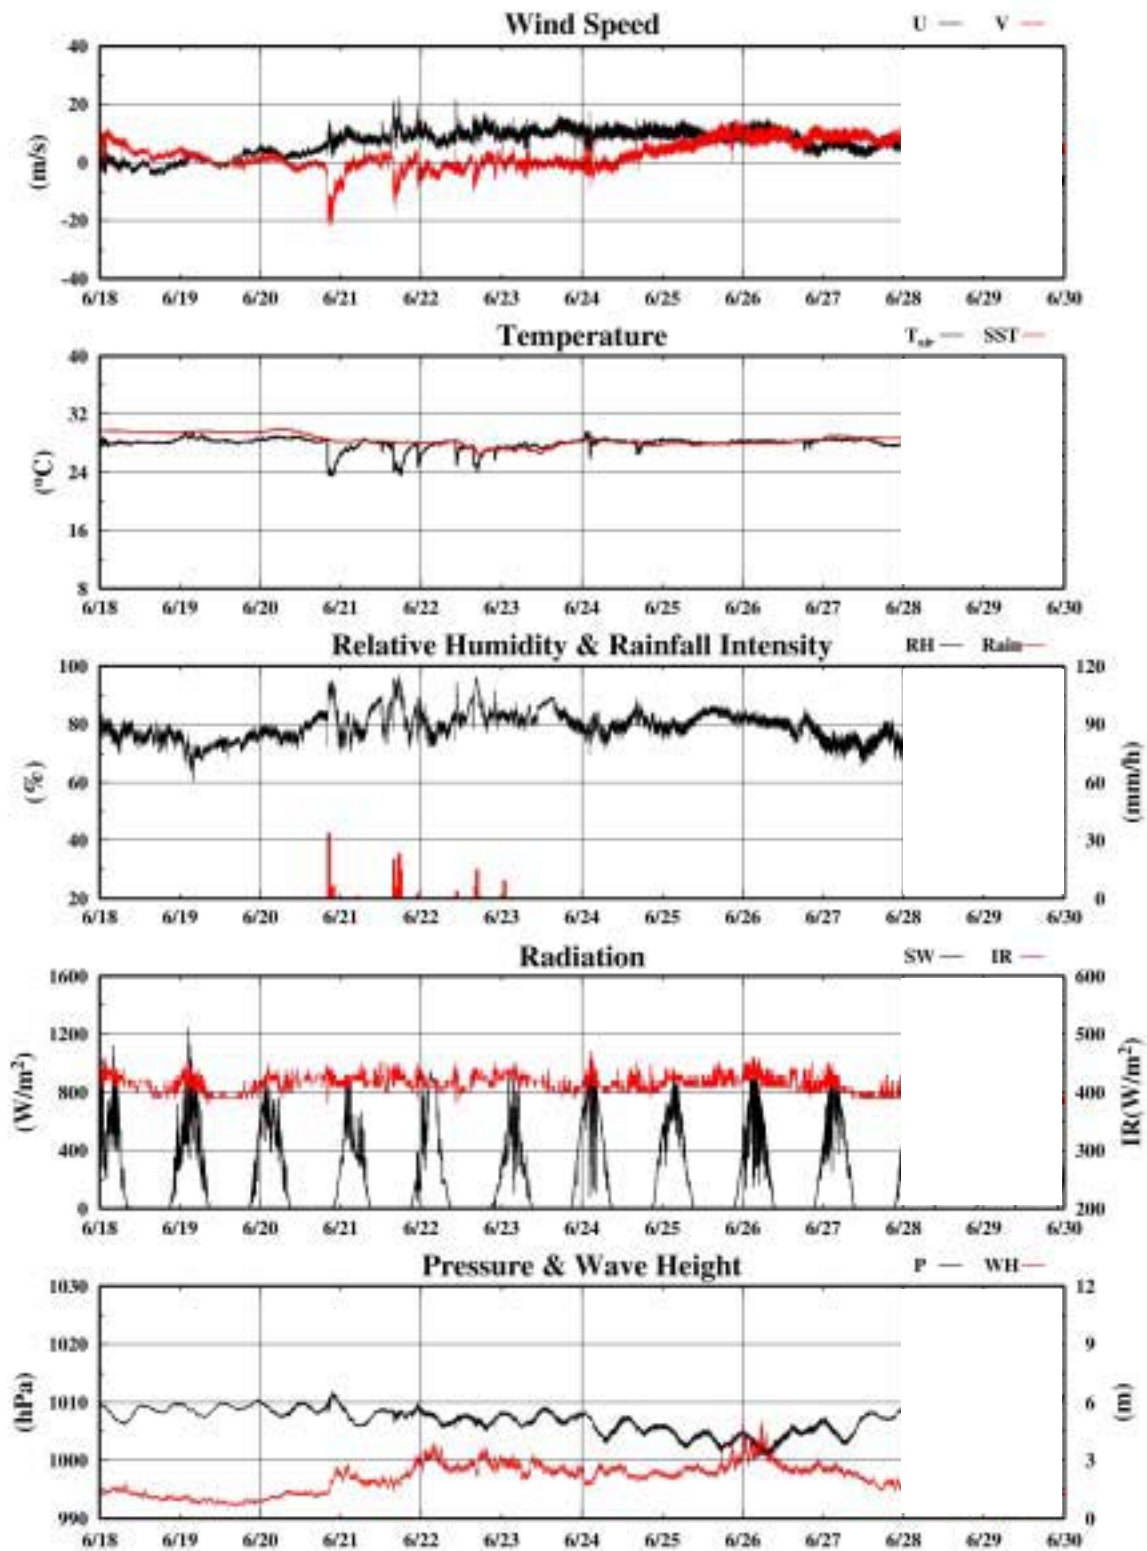 Wind Speed U V
40
20
0
-20
-40
(m/s)
6/18 6/19 6/20 6/21 6/22 6/23 6/24 6/25 6/26 6/27 6/28 6/29 6/30
Temperature T_air SST
40
32
24
16
8
(°C)
6/18 6/19 6/20 6/21 6/22 6/23 6/24 6/25 6/26 6/27 6/28 6/29 6/30
Relative Humidity & Rainfall Intensity RH Rain
100 120
80 90
60 60
40 30
20 0
(%) (mm/h)
6/18 6/19 6/20 6/21 6/22 6/23 6/24 6/25 6/26 6/27 6/28 6/29 6/30
Radiation SW IR
1600 600
1200 500
800 400
400 300
0 200
(W/m²) IR(W/m²)
6/18 6/19 6/20 6/21 6/22 6/23 6/24 6/25 6/26 6/27 6/28 6/29 6/30
Pressure & Wave Height P WH
1030 12
1020 9
1010 6
1000 3
990 0
(hPa) (m)
6/18 6/19 6/20 6/21 6/22 6/23 6/24 6/25 6/26 6/27 6/28 6/29 6/30